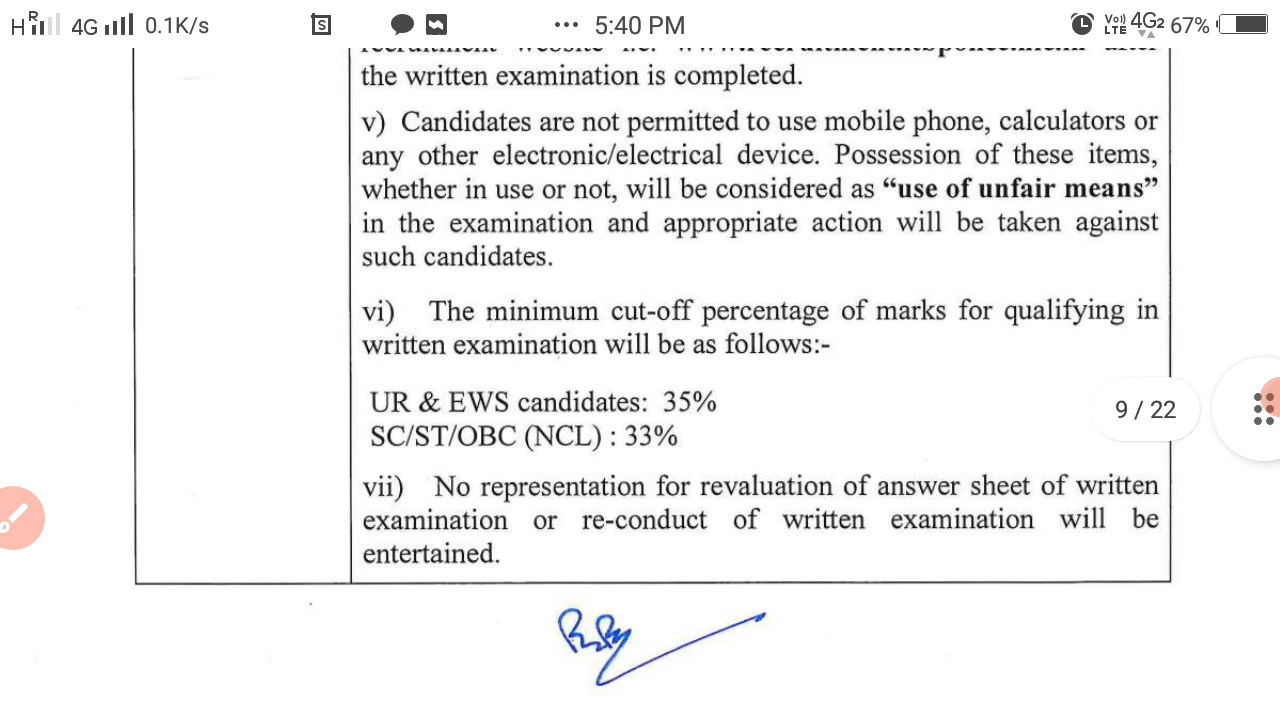 HR 4G 0.1K/s S ••• 5:40 PM Vo)) LTE 4G2 67%
the written examination is completed.
v) Candidates are not permitted to use mobile phone, calculators or
any other electronic/electrical device. Possession of these items,
whether in use or not, will be considered as “use of unfair means”
in the examination and appropriate action will be taken against
such candidates.
vi) The minimum cut-off percentage of marks for qualifying in
written examination will be as follows:-
UR & EWS candidates: 35%
9 / 22
SC/ST/OBC (NCL) : 33%
vii) No representation for revaluation of answer sheet of written
examination or re-conduct of written examination will be
entertained.